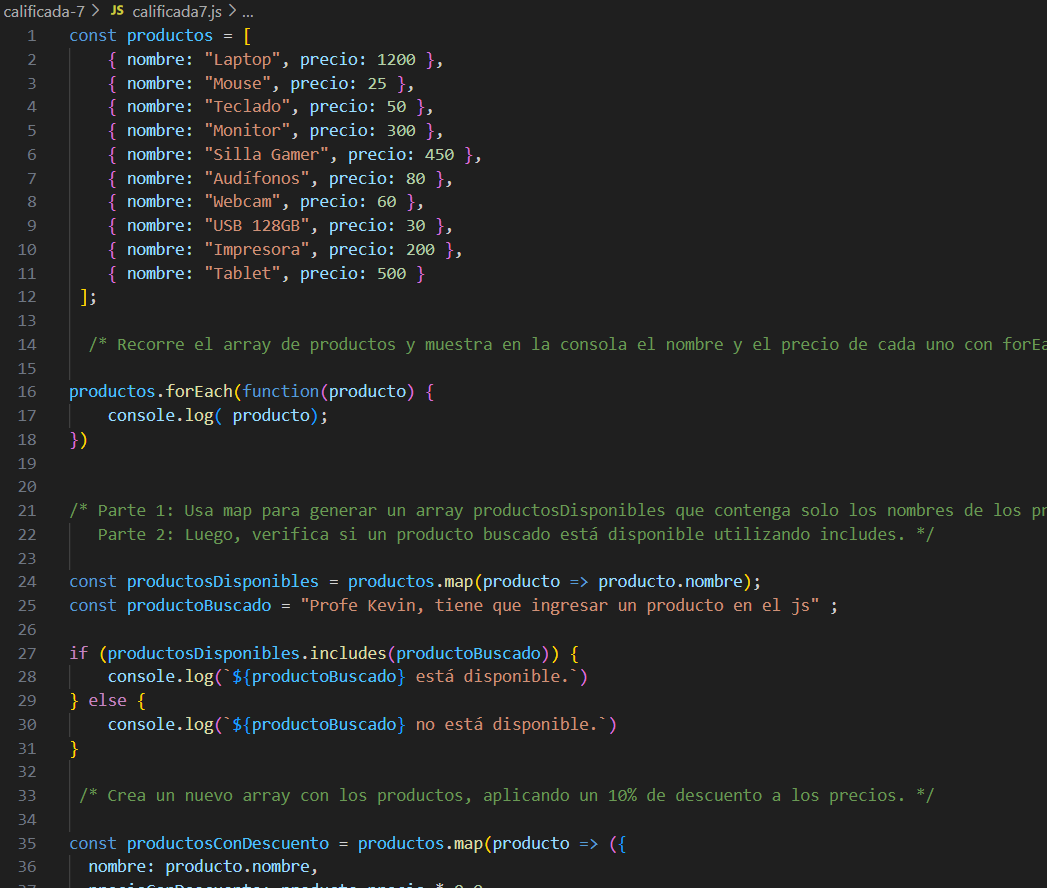 calificada-7 > JS calificada7.js > ...
1 const productos = [
2 { nombre: "Laptop", precio: 1200 },
3 { nombre: "Mouse", precio: 25 },
4 { nombre: "Teclado", precio: 50 },
5 { nombre: "Monitor", precio: 300 },
6 { nombre: "Silla Gamer", precio: 450 },
7 { nombre: "Audífonos", precio: 80 },
8 { nombre: "Webcam", precio: 60 },
9 { nombre: "USB 128GB", precio: 30 },
10 { nombre: "Impresora", precio: 200 },
11 { nombre: "Tablet", precio: 500 }
12 ];
13
14 /* Recorre el array de productos y muestra en la consola el nombre y el precio de cada uno con forEa
15
16 productos.forEach(function(producto) {
17 console.log( producto);
18 })
19
20
21 /* Parte 1: Usa map para generar un array productosDisponibles que contenga solo los nombres de los pr
22 Parte 2: Luego, verifica si un producto buscado está disponible utilizando includes. */
23
24 const productosDisponibles = productos.map(producto => producto.nombre);
25 const productoBuscado = "Profe Kevin, tiene que ingresar un producto en el js" ;
26
27 if (productosDisponibles.includes(productoBuscado)) {
28 console.log(`${productoBuscado} está disponible.`)
29 } else {
30 console.log(`${productoBuscado} no está disponible.`)
31 }
32
33 /* Crea un nuevo array con los productos, aplicando un 10% de descuento a los precios. */
34
35 const productosConDescuento = productos.map(producto => ({
36 nombre: producto.nombre,